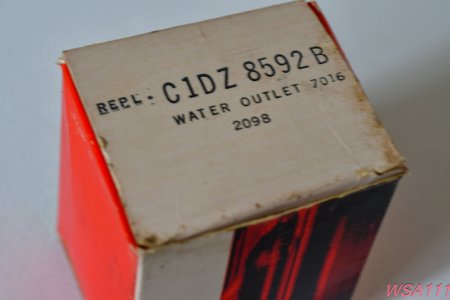 REPL: C1DZ 8592 B
WATER OUTLET 7016
2098
WSA111